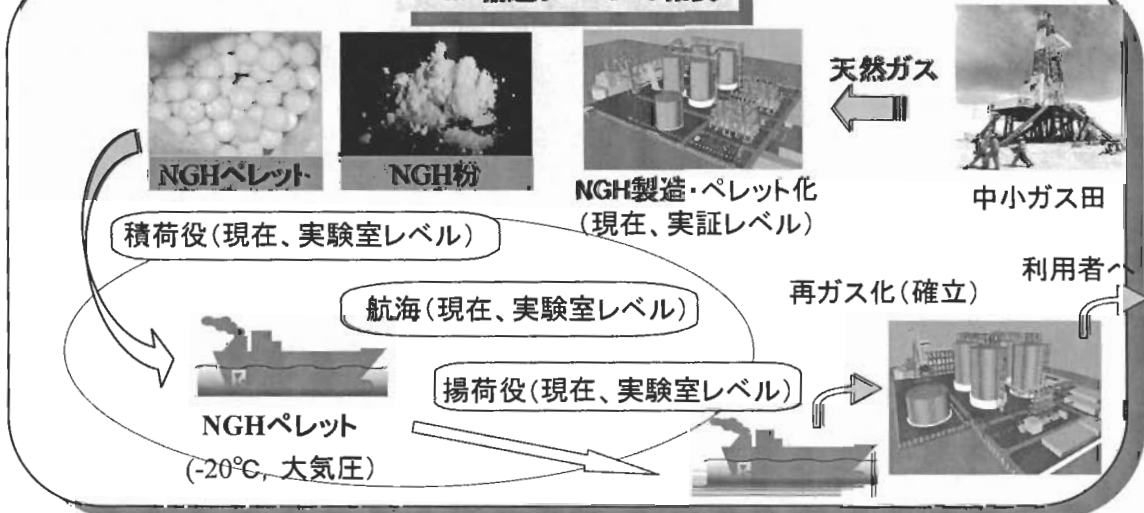 天然ガス
NGHペレット
NGH粉
NGH製造・ペレット化
(現在、実証レベル)
中小ガス田
積荷役(現在、実験室レベル)
利用者へ
再ガス化(確立)
航海(現在、実験室レベル)
揚荷役(現在、実験室レベル)
NGHペレット
(-20℃, 大気圧)